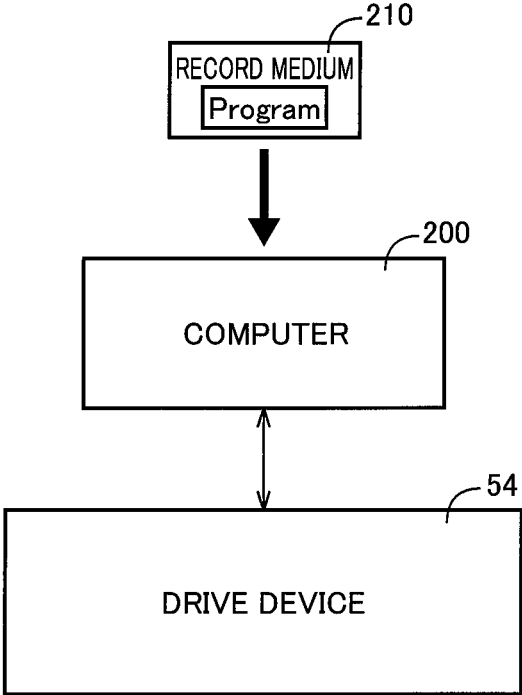 210
RECORD MEDIUM
Program
200
COMPUTER
54
DRIVE DEVICE